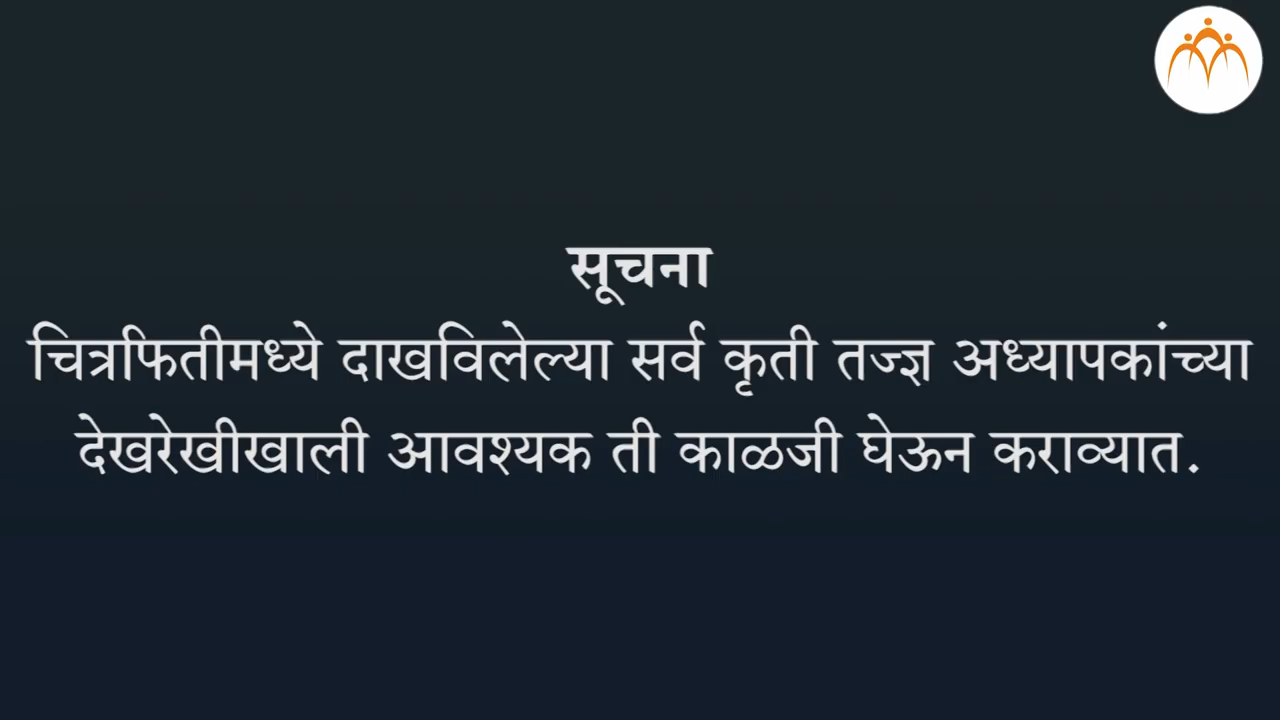 सूचना
चित्रफितीमध्ये दाखविलेल्या सर्व कृती तज्ज्ञ अध्यापकांच्या
देखरेखीखाली आवश्यक ती काळजी घेऊन कराव्यात.